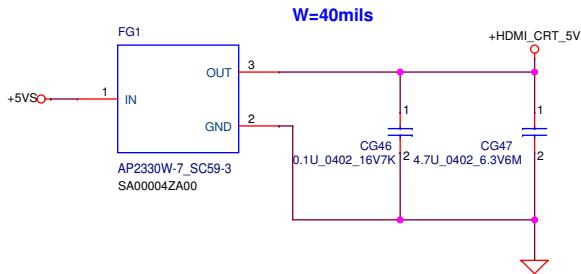 W=40mils
FG1
+HDMI_CRT_5V
OUT
3
+5VS
1
IN
GND
2
1
1
CG46
CG47
0.1U_0402_16V7K
2
4.7U_0402_6.3V6M
2
AP2330W-7_SC59-3
SA00004ZA00